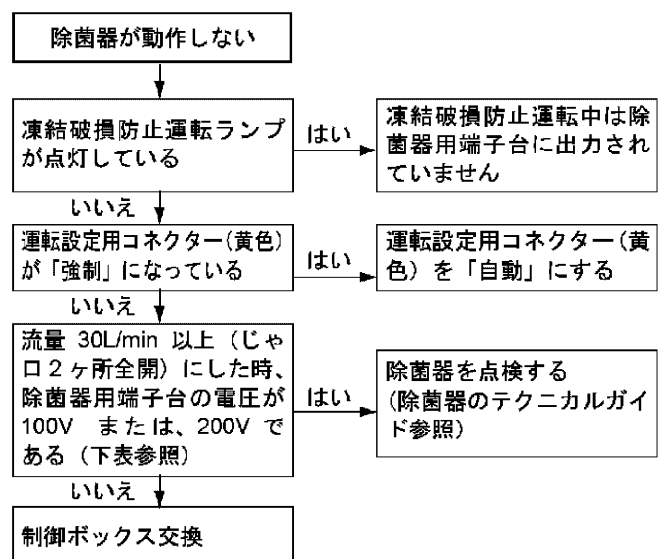 除菌器が動作しない
凍結破損防止運転ランプ
が点灯している
はい
凍結破損防止運転中は除
菌器用端子台に出力され
ていません
いいえ
運転設定用コネクター(黄色)
が「強制」になっている
はい
運転設定用コネクター(黄
色)を「自動」にする
いいえ
流量 30L/min 以上(じゃ
口2ヶ所全開)にした時、
除菌器用端子台の電圧が
100V または、200V で
ある(下表参照)
はい
除菌器を点検する
(除菌器のテクニカルガイ
ド参照)
いいえ
制御ボックス交換